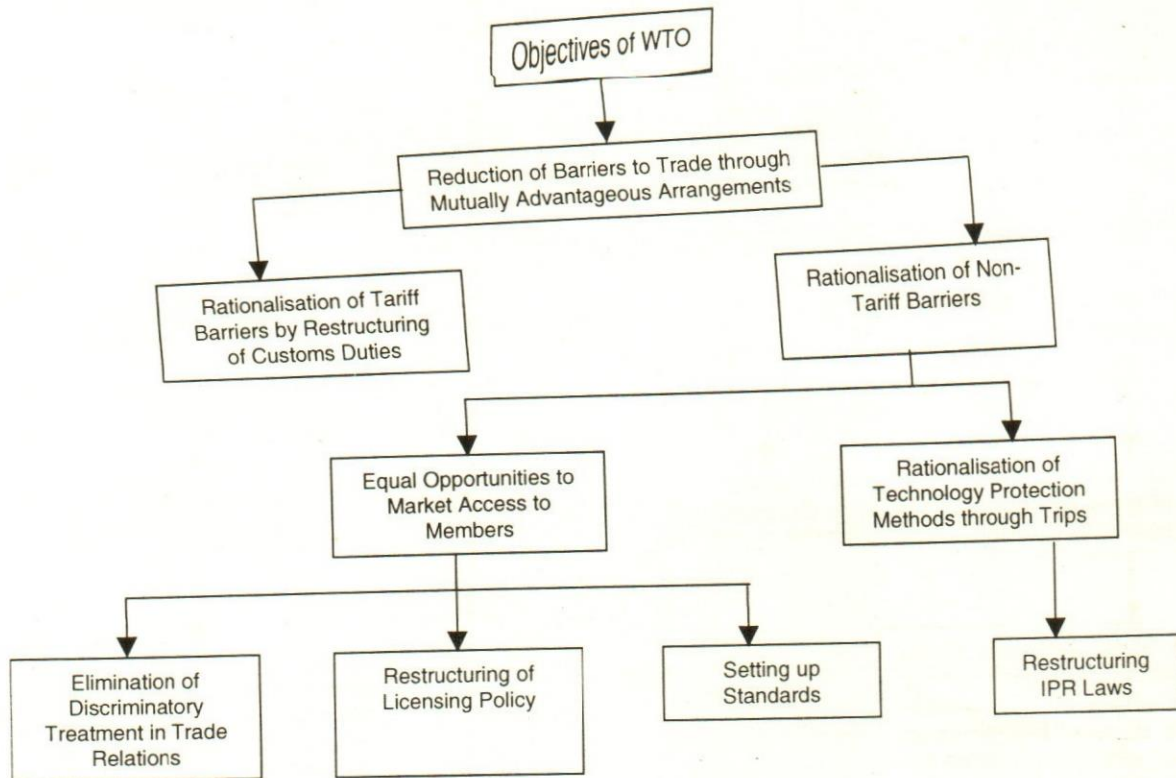 Objectives of WTO
Reduction of Barriers to Trade through
Mutually Advantageous Arrangements
Rationalisation of Tariff
Barriers by Restructuring
of Customs Duties
Rationalisation of Non-
Tariff Barriers
Equal Opportunities to
Market Access to
Members
Rationalisation of
Technology Protection
Methods through Trips
Elimination of
Discriminatory
Treatment in Trade
Relations
Restructuring of
Licensing Policy
Setting up
Standards
Restructuring
IPR Laws